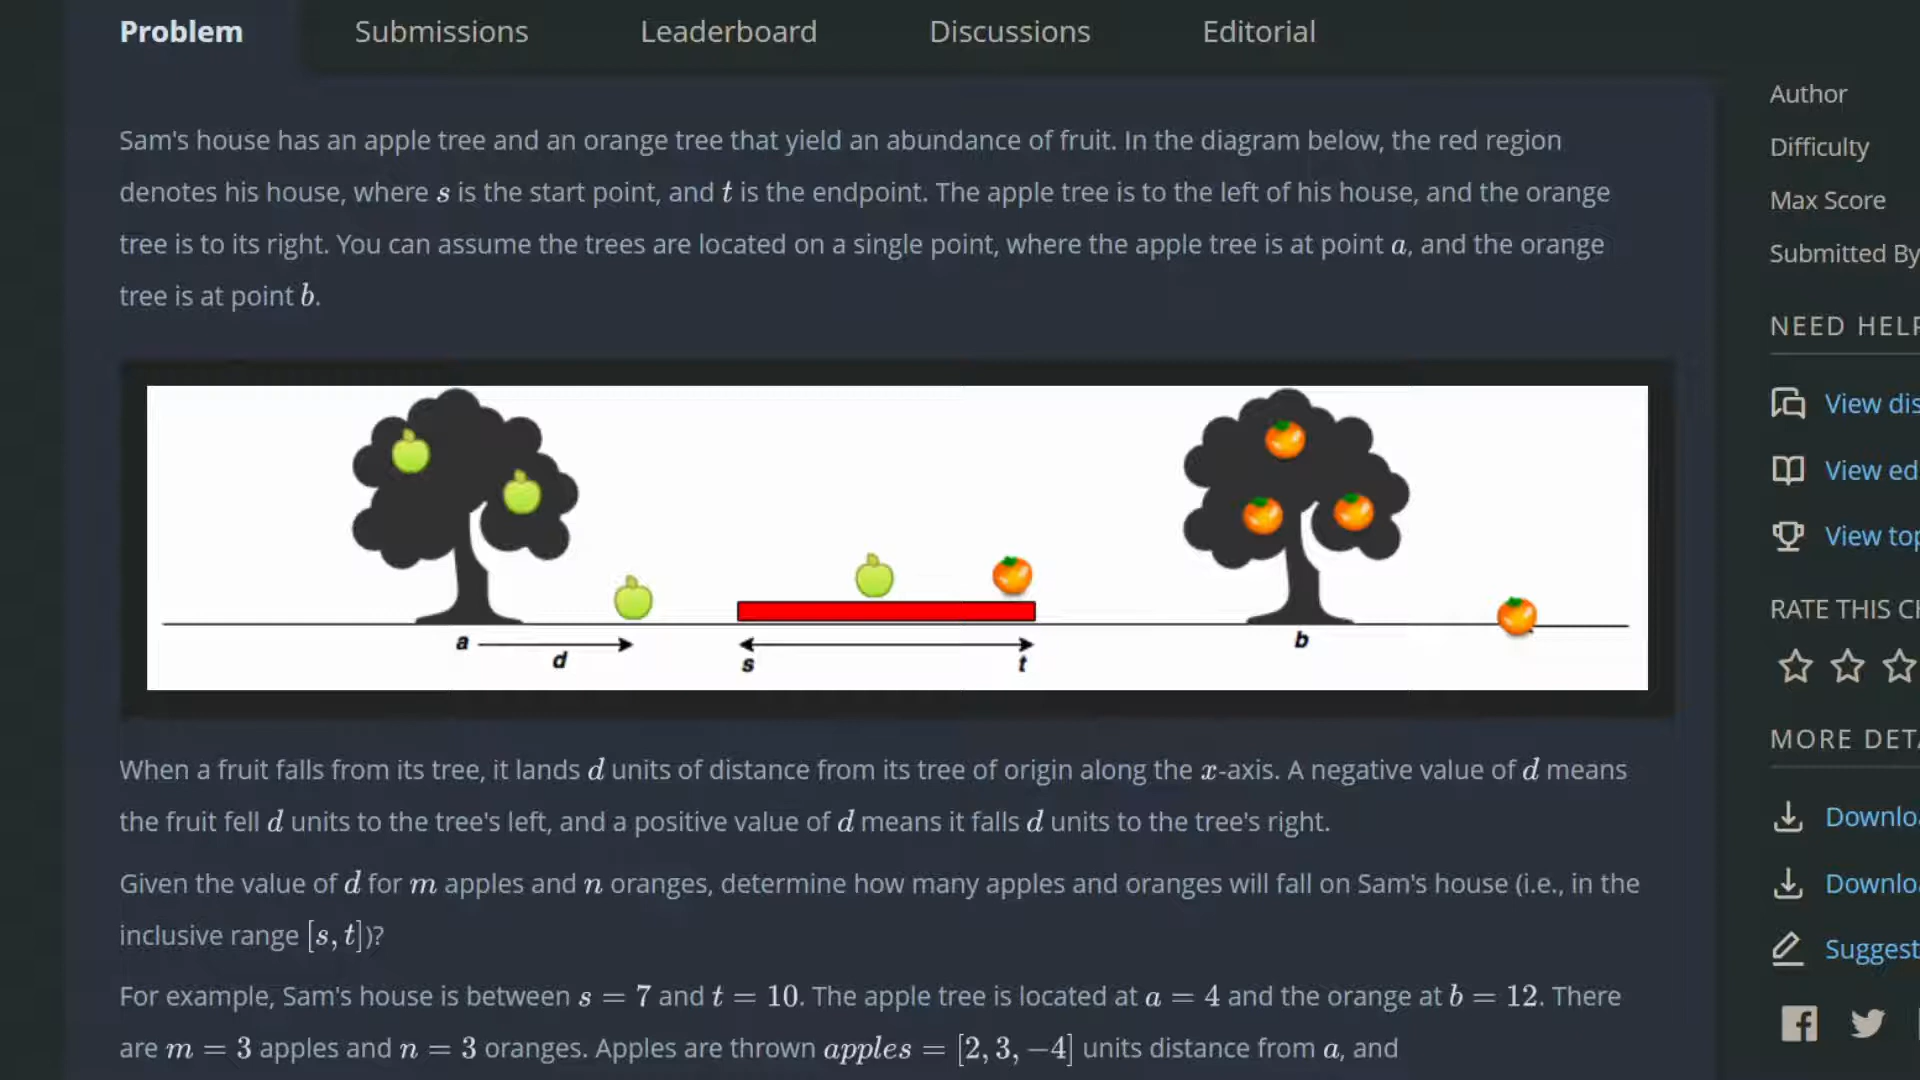 Problem
Submissions
Leaderboard
Discussions
Editorial
Sam's house has an apple tree and an orange tree that yield an abundance of fruit. In the diagram below, the red region
denotes his house, where s is the start point, and t is the endpoint. The apple tree is to the left of his house, and the orange
tree is to its right. You can assume the trees are located on a single point, where the apple tree is at point a, and the orange
tree is at point b.
a
d
s
t
b
When a fruit falls from its tree, it lands d units of distance from its tree of origin along the x-axis. A negative value of d means
the fruit fell d units to the tree's left, and a positive value of d means it falls d units to the tree's right.
Given the value of d for m apples and n oranges, determine how many apples and oranges will fall on Sam's house (i.e., in the
inclusive range [s, t])?
For example, Sam's house is between s = 7 and t = 10. The apple tree is located at a = 4 and the orange at b = 12. There
are m = 3 apples and n = 3 oranges. Apples are thrown apples = [2, 3, −4] units distance from a, and
Author
Difficulty
Max Score
Submitted By
NEED HELP
View dis
View ed
View top
RATE THIS CH
MORE DETA
Downloa
Downloa
Suggest